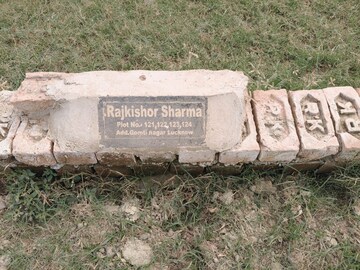 Rajkishor Sharma
Plot No.- 121,122,123,124
Add.Gomti nagar Lucknow